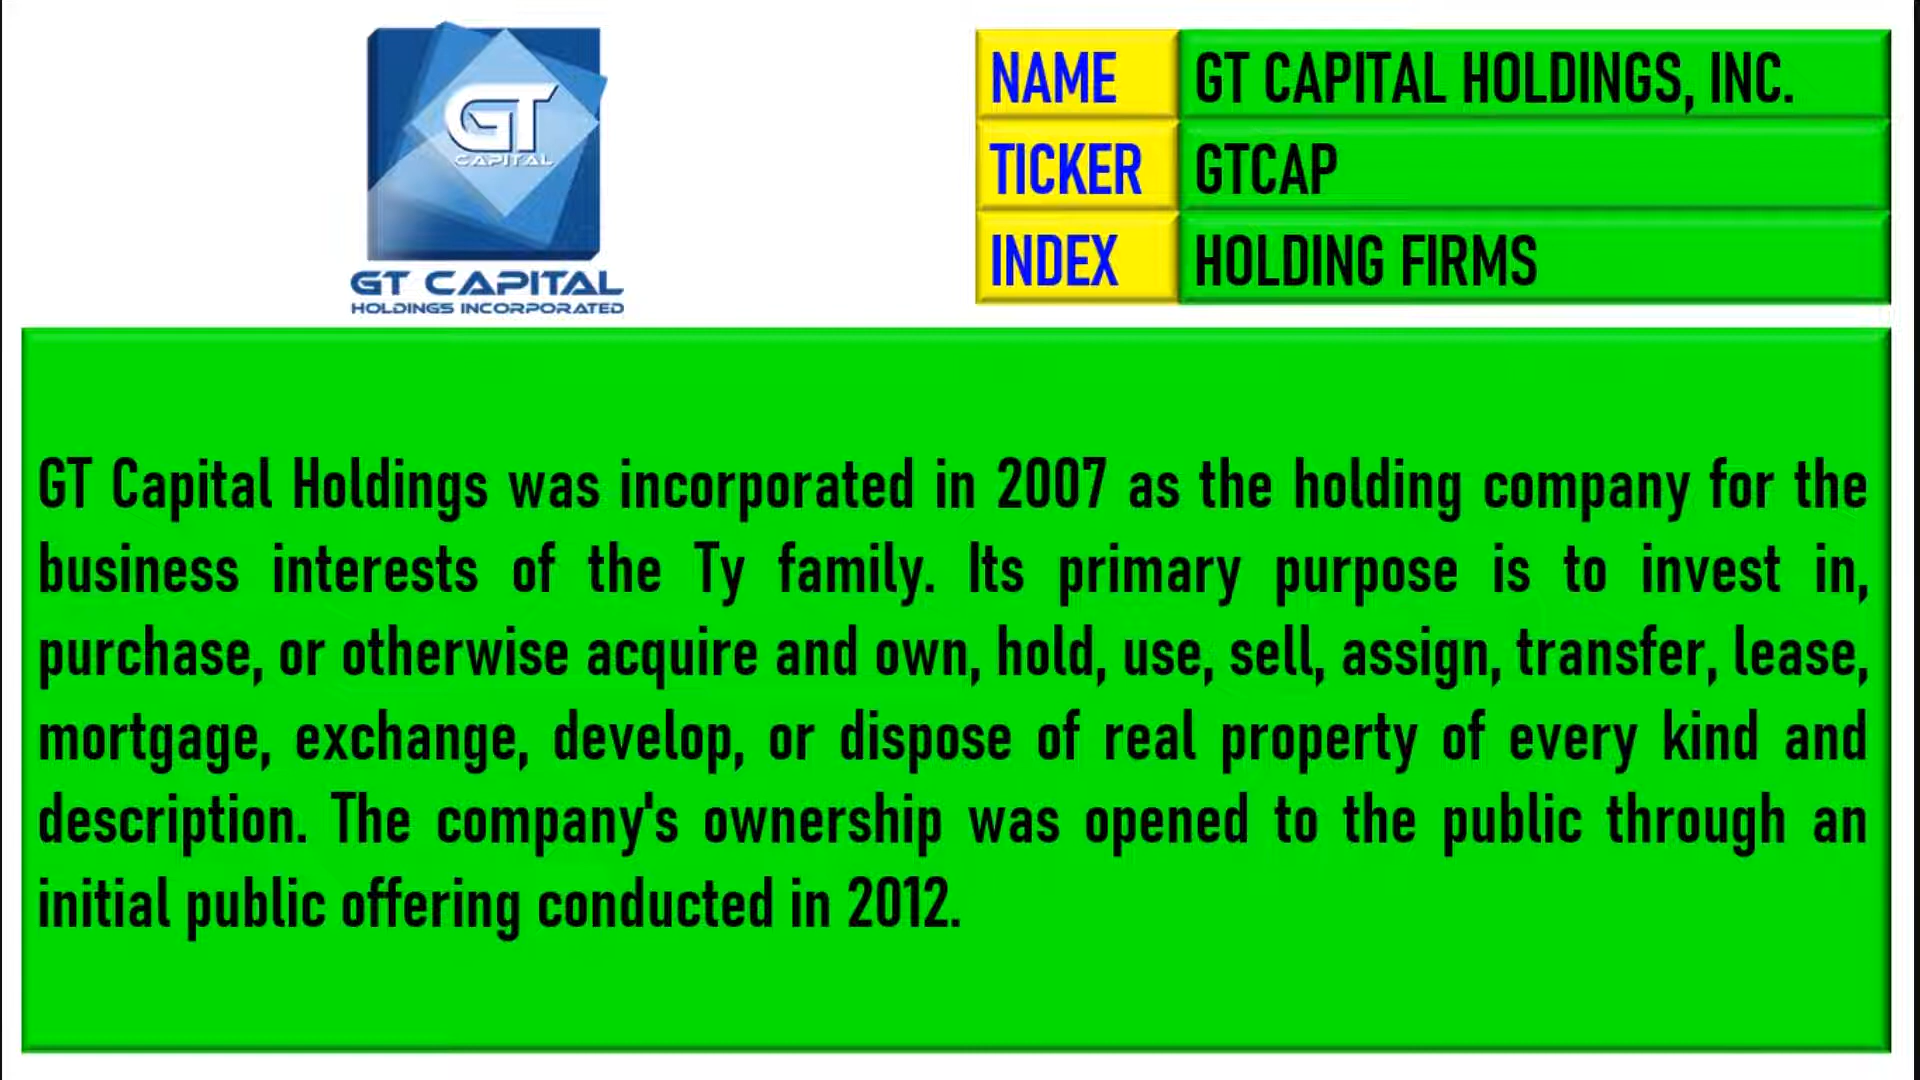 GT
CAPITAL
GT CAPITAL
HOLDINGS INCORPORATED
NAME GT CAPITAL HOLDINGS, INC.
TICKER GTCAP
INDEX HOLDING FIRMS
GT Capital Holdings was incorporated in 2007 as the holding company for the
business interests of the Ty family. Its primary purpose is to invest in,
purchase, or otherwise acquire and own, hold, use, sell, assign, transfer, lease,
mortgage, exchange, develop, or dispose of real property of every kind and
description. The company's ownership was opened to the public through an
initial public offering conducted in 2012.